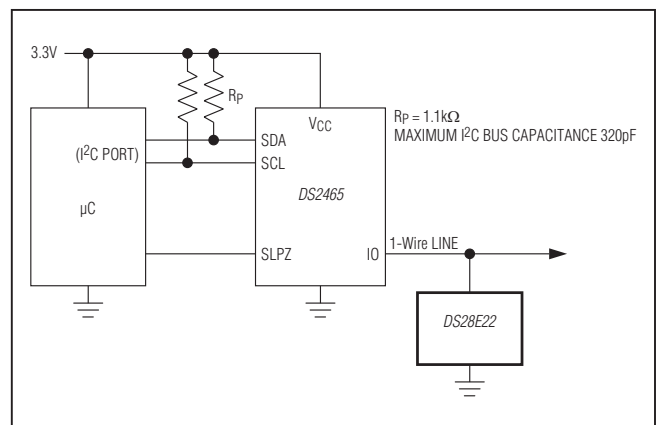 3.3V
RP
VCC
RP = 1.1kΩ
MAXIMUM I2C BUS CAPACITANCE 320pF
(I2C PORT)
SDA
SCL
DS2465
µC
SLPZ
IO
1-Wire LINE
DS28E22